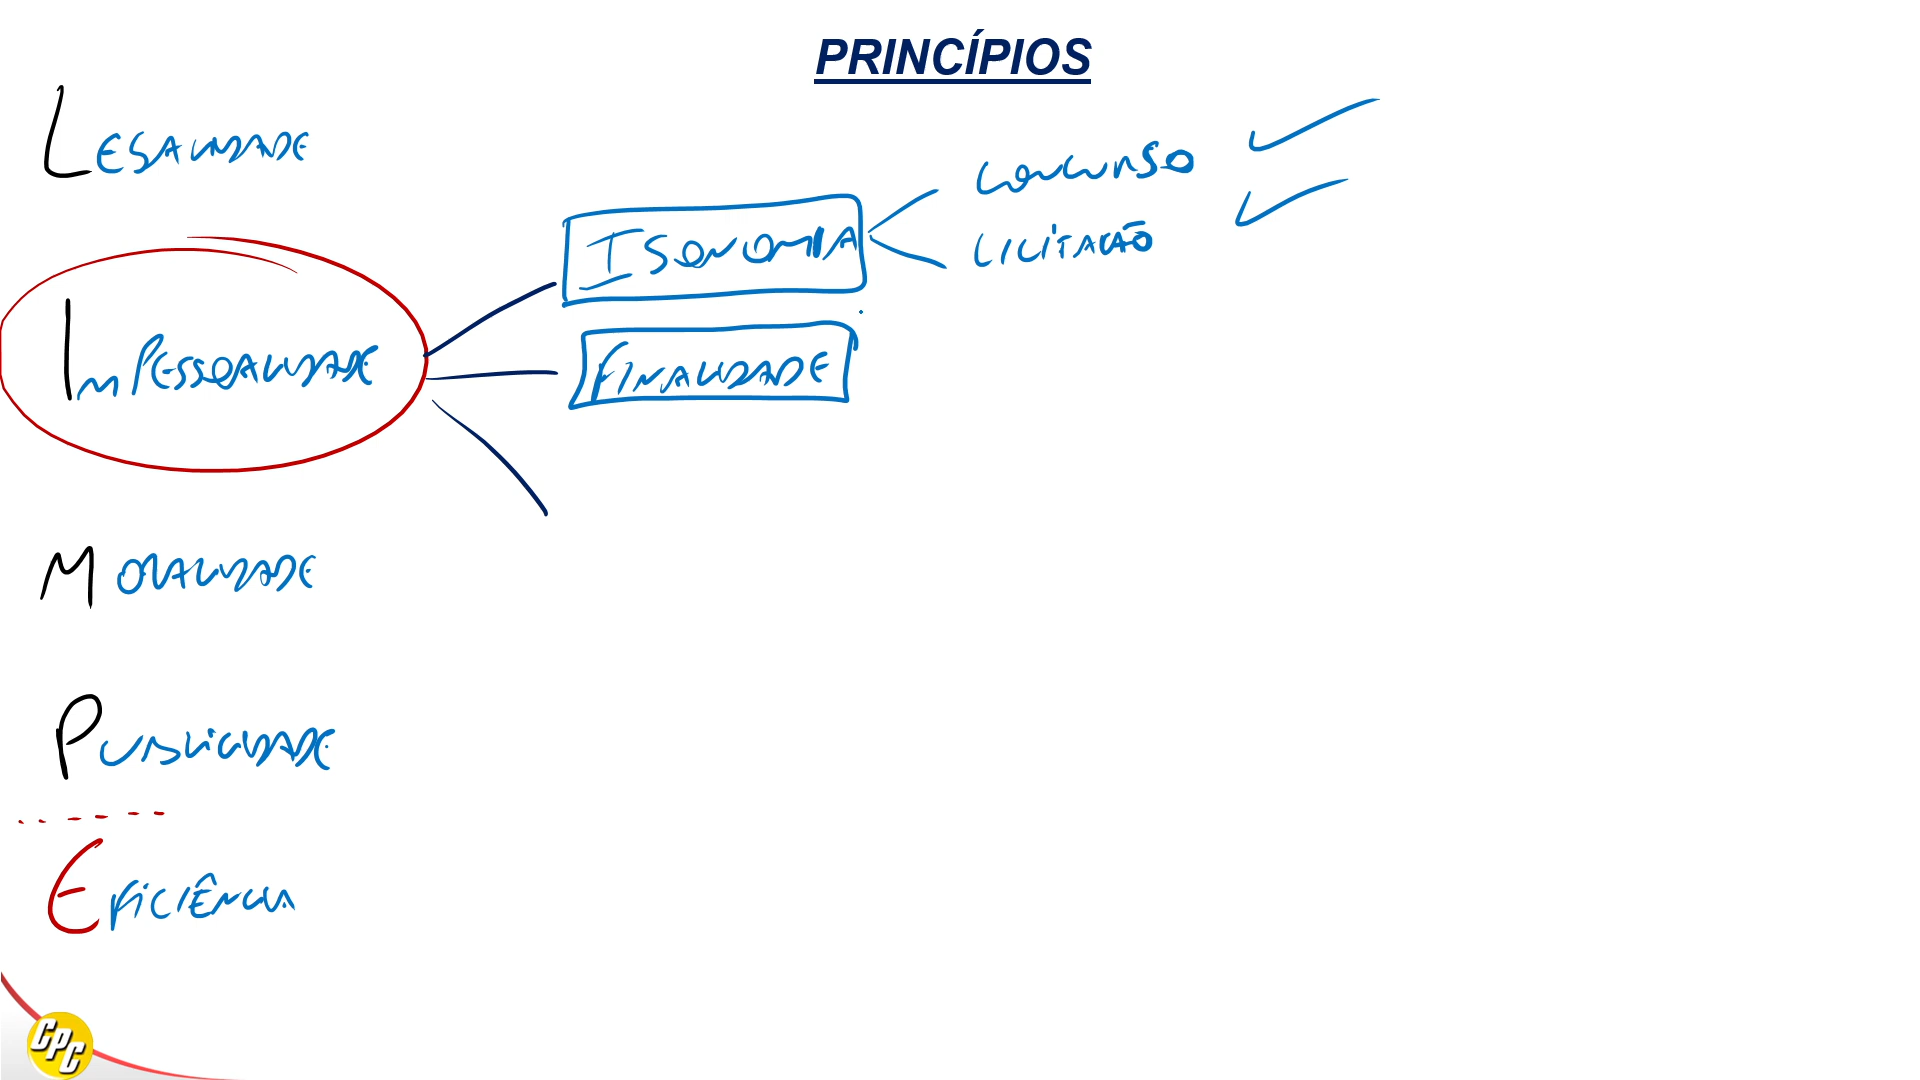 PRINCÍPIOS
LEGALIDADE
IMPESSOALIDADE
ISONOMIA
CONCURSO
LICITAÇÃO
FINALIDADE
MORALIDADE
PUBLICIDADE
EFICIÊNCIA
CPC